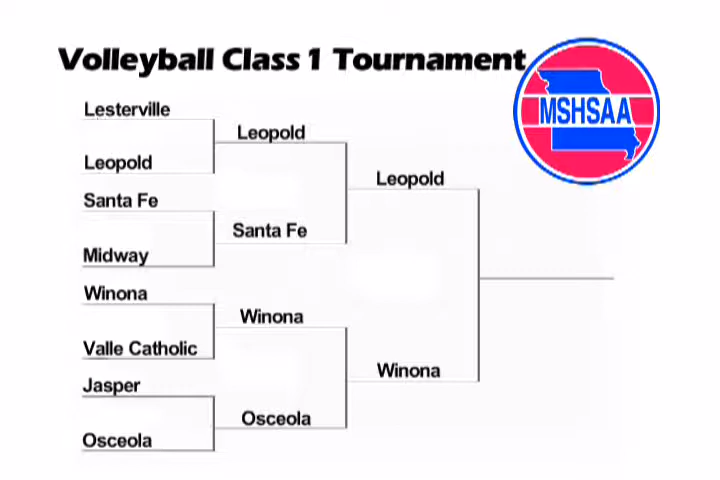 Volleyball Class 1 Tournament
MSHSAA
Lesterville
Leopold
Leopold
Leopold
Santa Fe
Santa Fe
Midway
Winona
Winona
Valle Catholic
Winona
Jasper
Osceola
Osceola